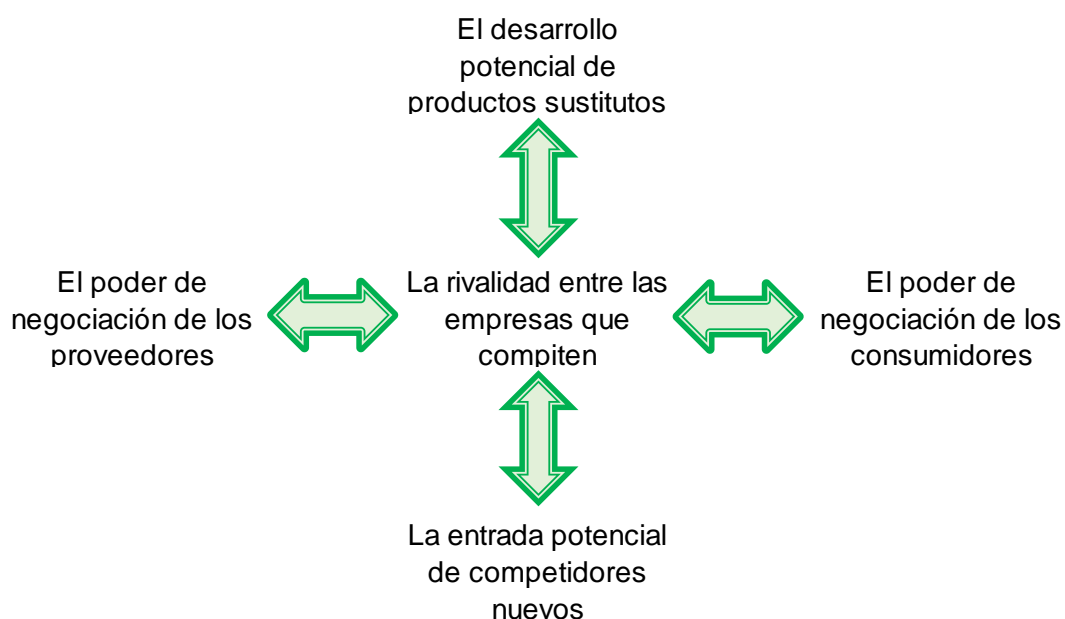 El desarrollo
potencial de
productos sustitutos
El poder de
negociación de los
proveedores
La rivalidad entre las
empresas que
compiten
El poder de
negociación de los
consumidores
La entrada potencial
de competidores
nuevos